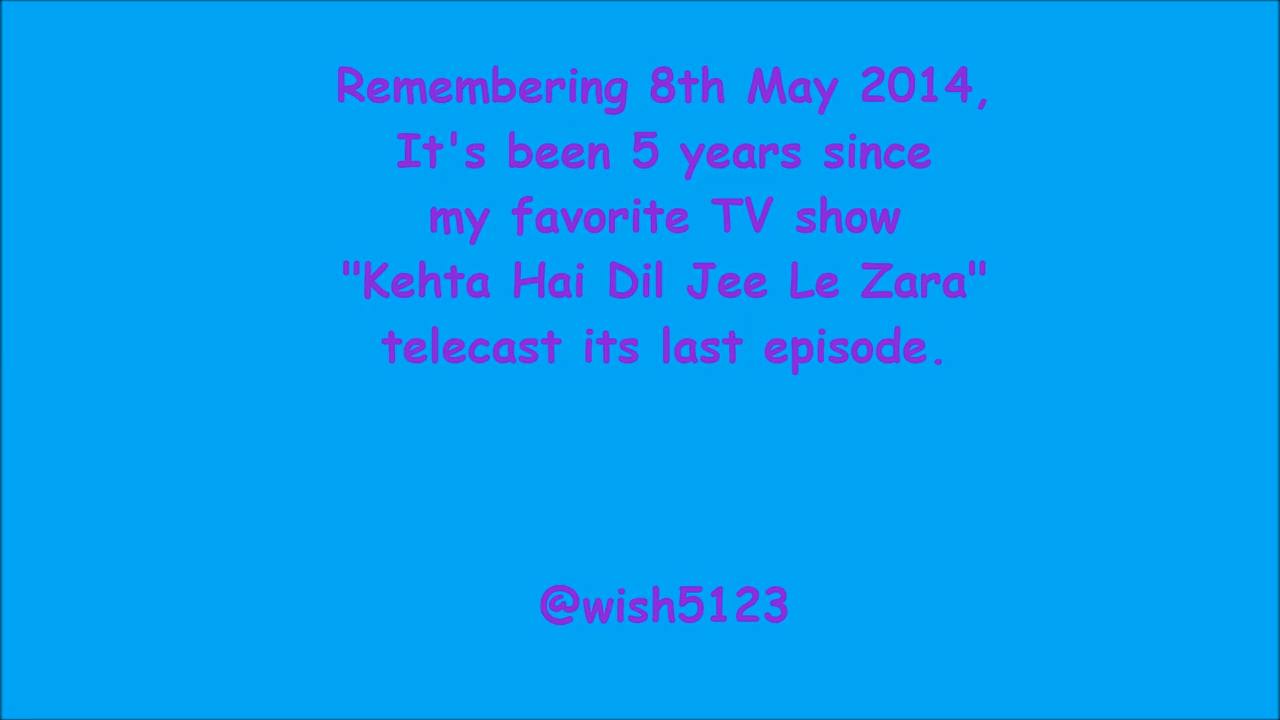 Remembering 8th May 2014,
It's been 5 years since
my favorite TV show
"Kehta Hai Dil Jee Le Zara"
telecast its last episode.
@wish5123